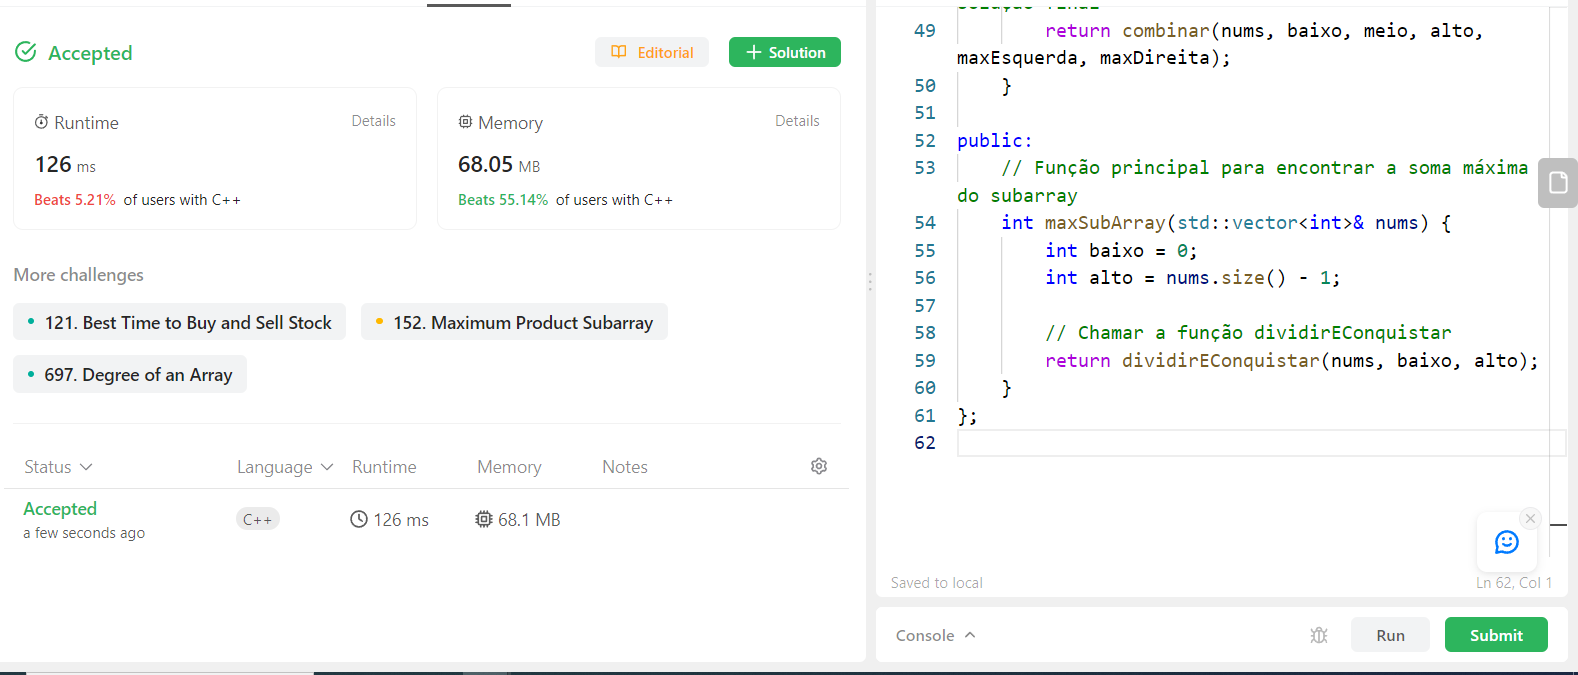 Accepted
Editorial
Solution
Runtime
Details
126 ms
Beats 5.21% of users with C++
Memory
Details
68.05 MB
Beats 55.14% of users with C++
More challenges
121. Best Time to Buy and Sell Stock
152. Maximum Product Subarray
697. Degree of an Array
Status
Language
Runtime
Memory
Notes
Accepted
a few seconds ago
C++
126 ms
68.1 MB
49 return combinar(nums, baixo, meio, alto,
maxEsquerda, maxDireita);
50 }
51
52 public:
53 // Função principal para encontrar a soma máxima
do subarray
54 int maxSubArray(std::vector<int>& nums) {
55 int baixo = 0;
56 int alto = nums.size() - 1;
57
58 // Chamar a função dividirEConquistar
59 return dividirEConquistar(nums, baixo, alto);
60 }
61 };
62
Saved to local
Ln 62, Col 1
Console
Run
Submit